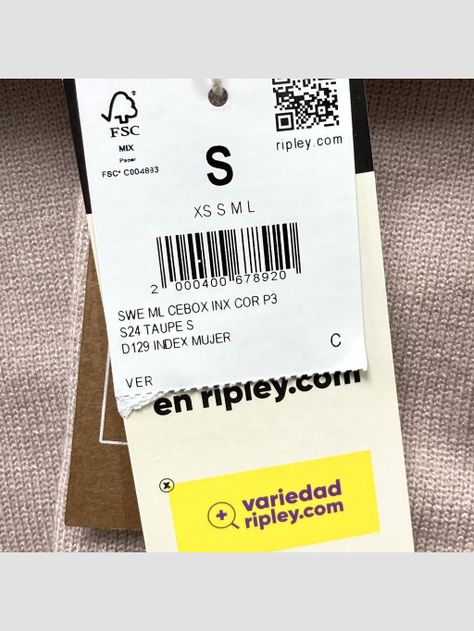 FSC
MIX
Paper
FSC® C004883
ripley.com
S
XS S M L
2 000400 678920
SWE ML CEBOX INX COR P3
S24 TAUPE S
D129 INDEX MUJER
C
VER
en ripley.com
x
+ variedad
ripley.com